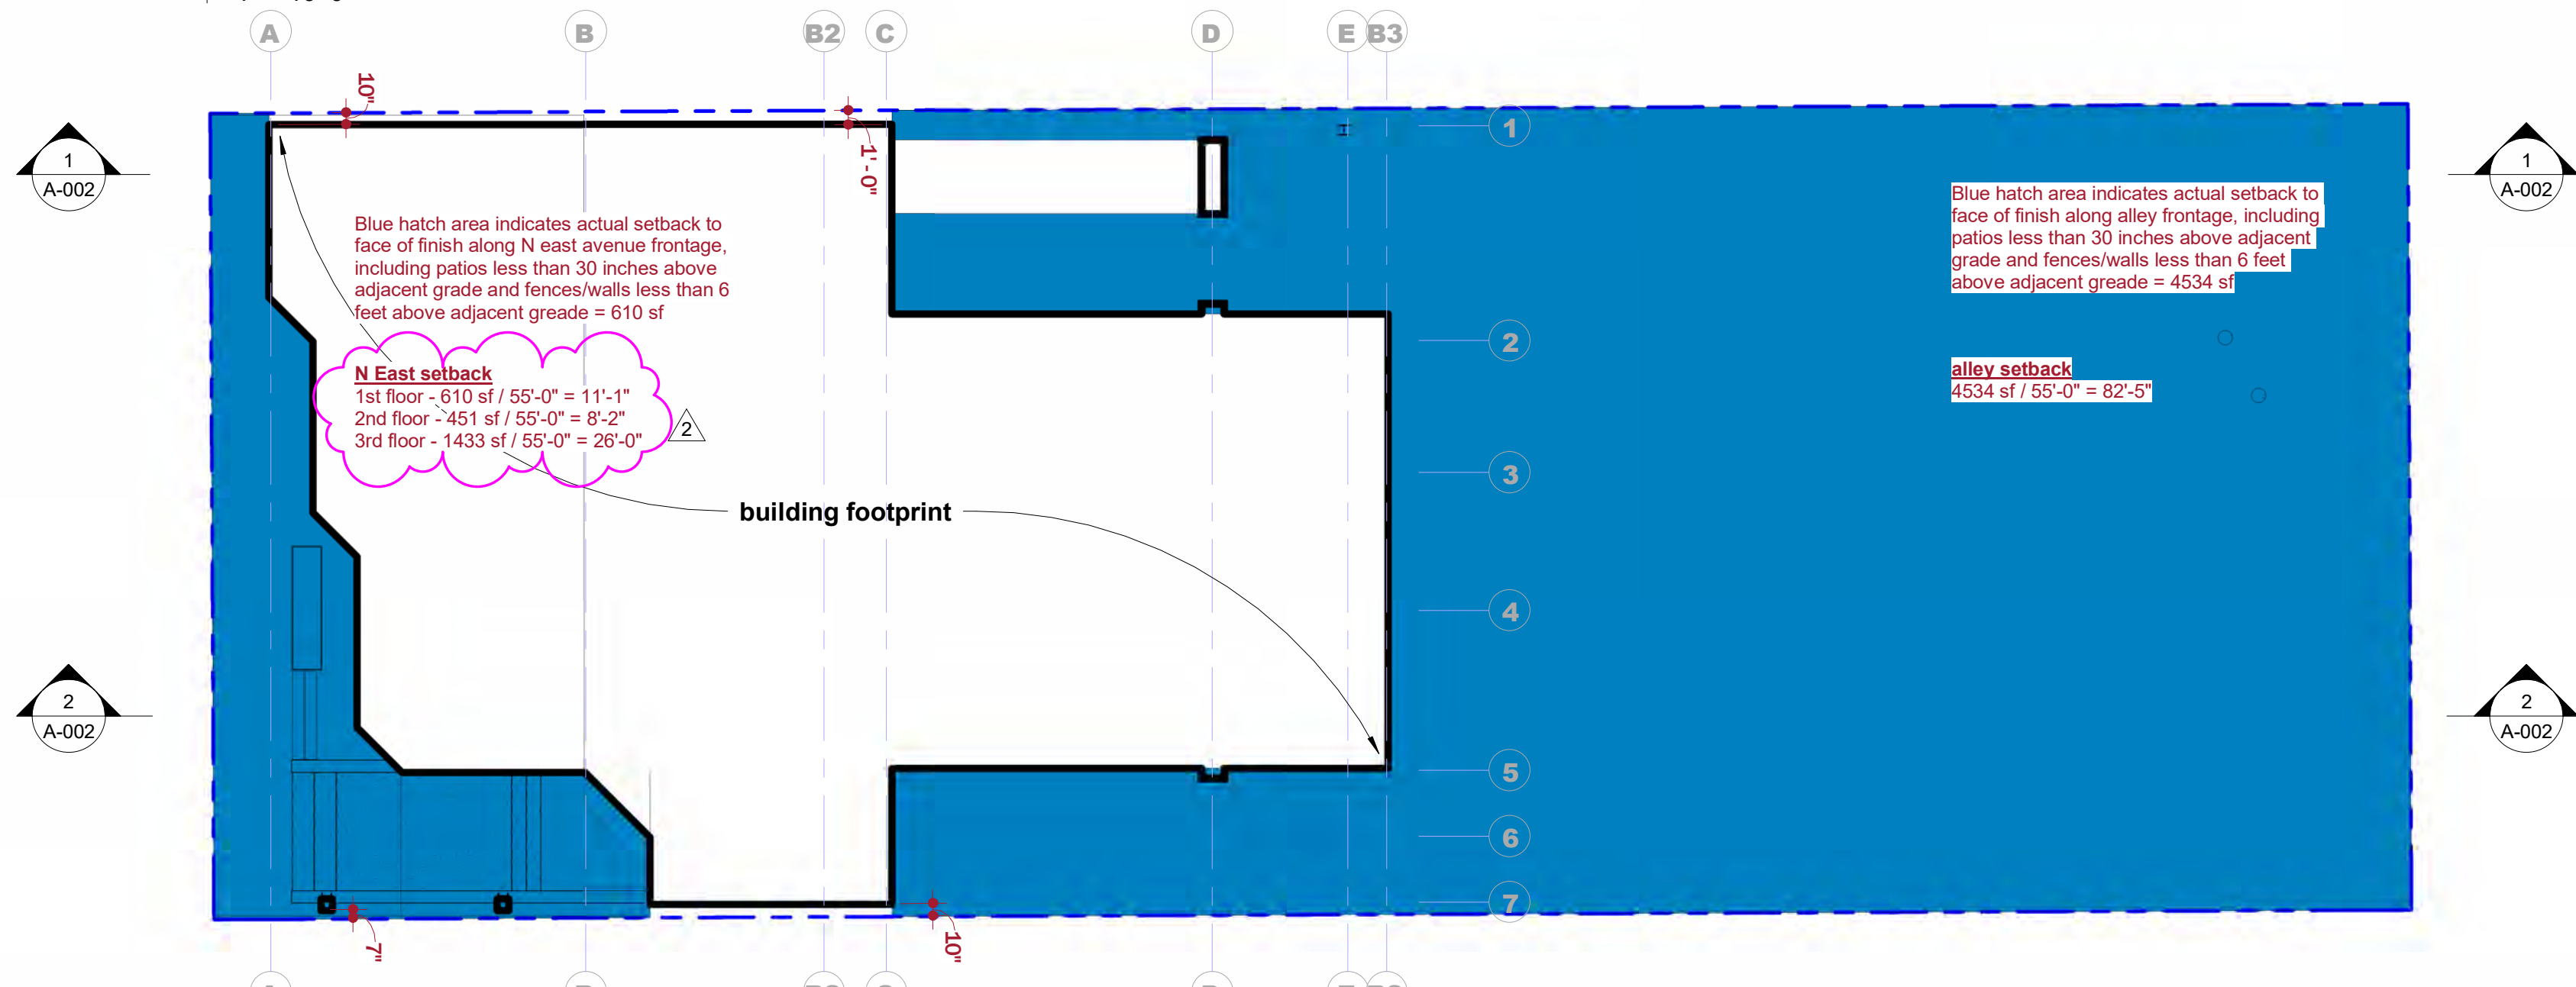 A
B
B2
C
D
E
B3
10"
1' - 0"
1
1
A-002
1
A-002
Blue hatch area indicates actual setback to
face of finish along N east avenue frontage,
including patios less than 30 inches above
adjacent grade and fences/walls less than 6
feet above adjacent greade = 610 sf
Blue hatch area indicates actual setback to
face of finish along alley frontage, including
patios less than 30 inches above adjacent
grade and fences/walls less than 6 feet
above adjacent greade = 4534 sf
2
N East setback
1st floor - 610 sf / 55'-0" = 11'-1"
2nd floor - 451 sf / 55'-0" = 8'-2"
3rd floor - 1433 sf / 55'-0" = 26'-0"
2
alley setback
4534 sf / 55'-0" = 82'-5"
3
building footprint
4
2
A-002
2
A-002
5
6
7
7"
10"